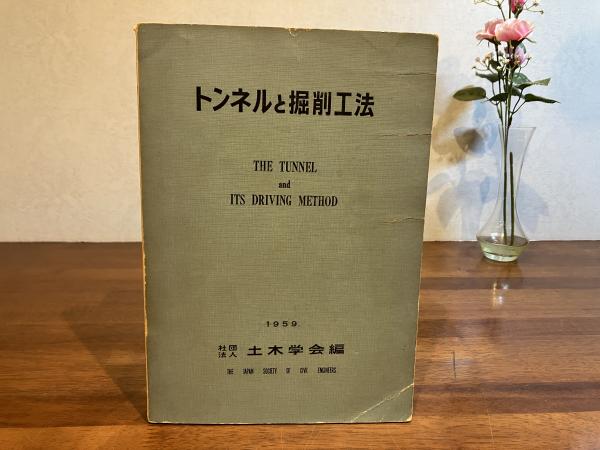 トンネルと掘削工法
THE TUNNEL
and
ITS DRIVING METHOD
1959
社団法人 土木学会編
THE JAPAN SOCIETY OF CIVIL ENGINEERS